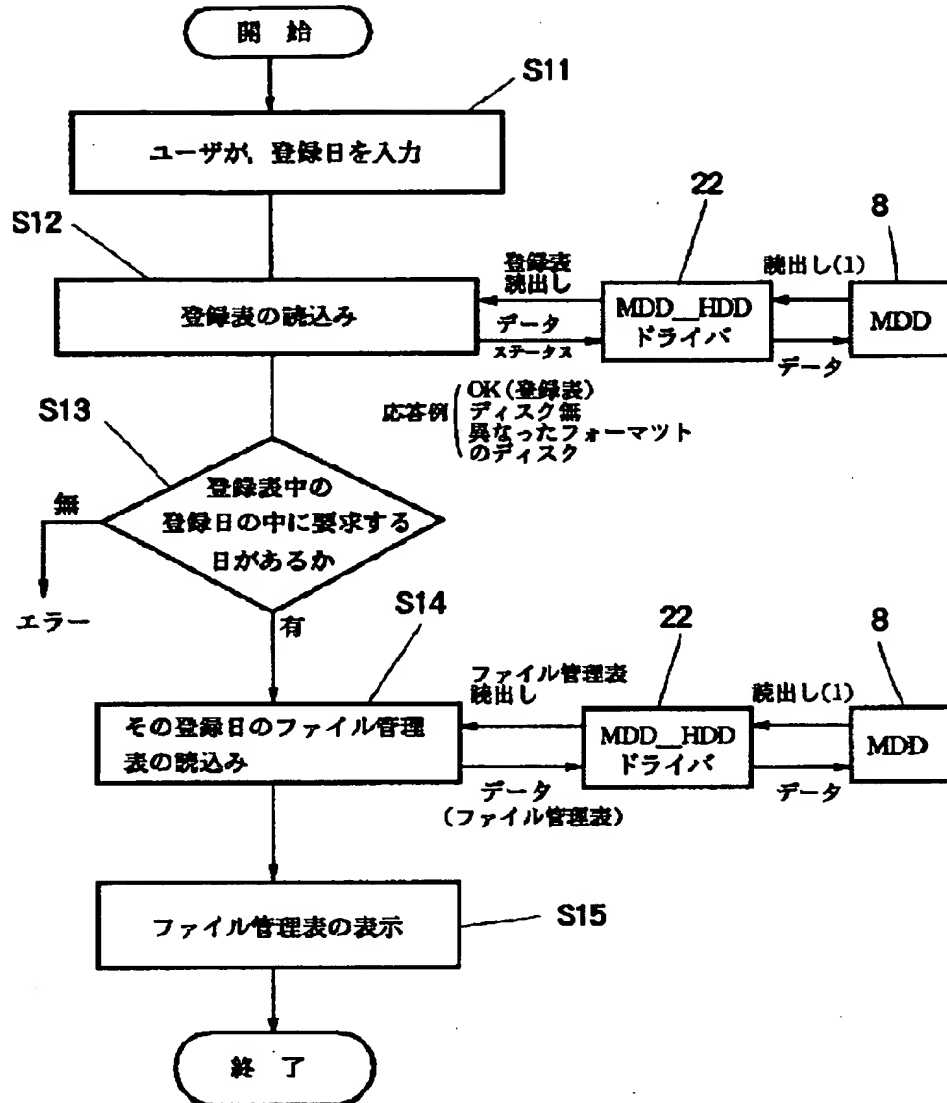 開 始
S11
ユーザが、登録日を入力
S12
登録表の読込み
登録表
読出し
データ
ステータス
22
MDD__HDD
ドライバ
読出し(1)
データ
8
MDD
応答例
OK(登録表)
ディスク無
異なったフォーマツト
のディスク
S13
登録表中の
登録日の中に要求する
日があるか
無
エラー
有
S14
その登録日のファイル管理
表の読込み
ファイル管理表
読出し
データ
(ファイル管理表)
22
MDD__HDD
ドライバ
読出し(1)
データ
8
MDD
ファイル管理表の表示
S15
終 了